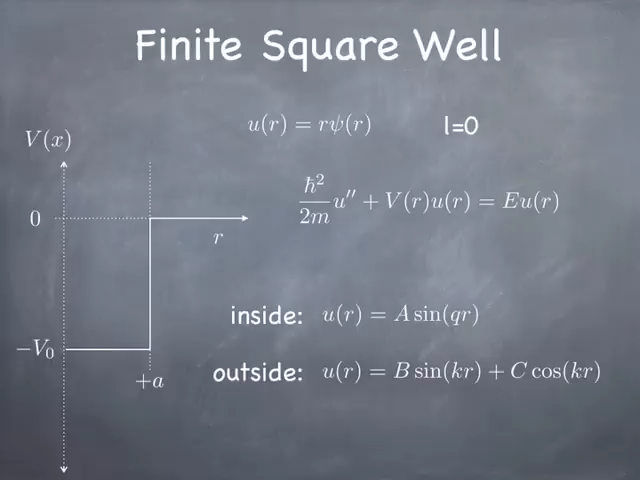 Finite Square Well
u(r) = rψ(r)
l=0
V(x)
ħ²/2m u″ + V(r)u(r) = Eu(r)
0
r
inside: u(r) = A sin(qr)
−V₀
outside: u(r) = B sin(kr) + C cos(kr)
+a